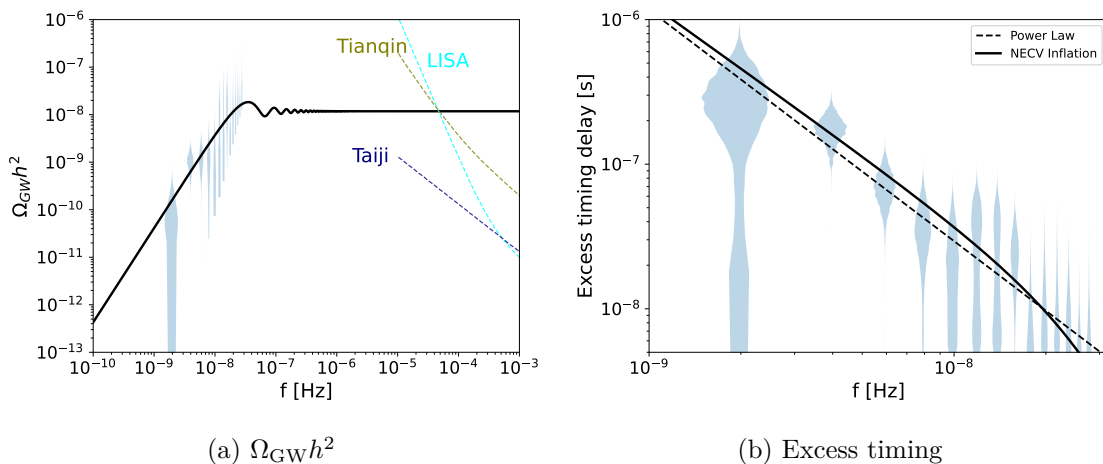 10⁻⁶
10⁻⁷
10⁻⁸
10⁻⁹
10⁻¹⁰
10⁻¹¹
10⁻¹²
10⁻¹³
Ω_GW h²
Tianqin
LISA
Taiji
10⁻¹⁰ 10⁻⁹ 10⁻⁸ 10⁻⁷ 10⁻⁶ 10⁻⁵ 10⁻⁴ 10⁻³
f [Hz]
(a) Ω_GW h²
10⁻⁶
10⁻⁷
10⁻⁸
Excess timing delay [s]
Power Law
NECV Inflation
10⁻⁹ 10⁻⁸
f [Hz]
(b) Excess timing